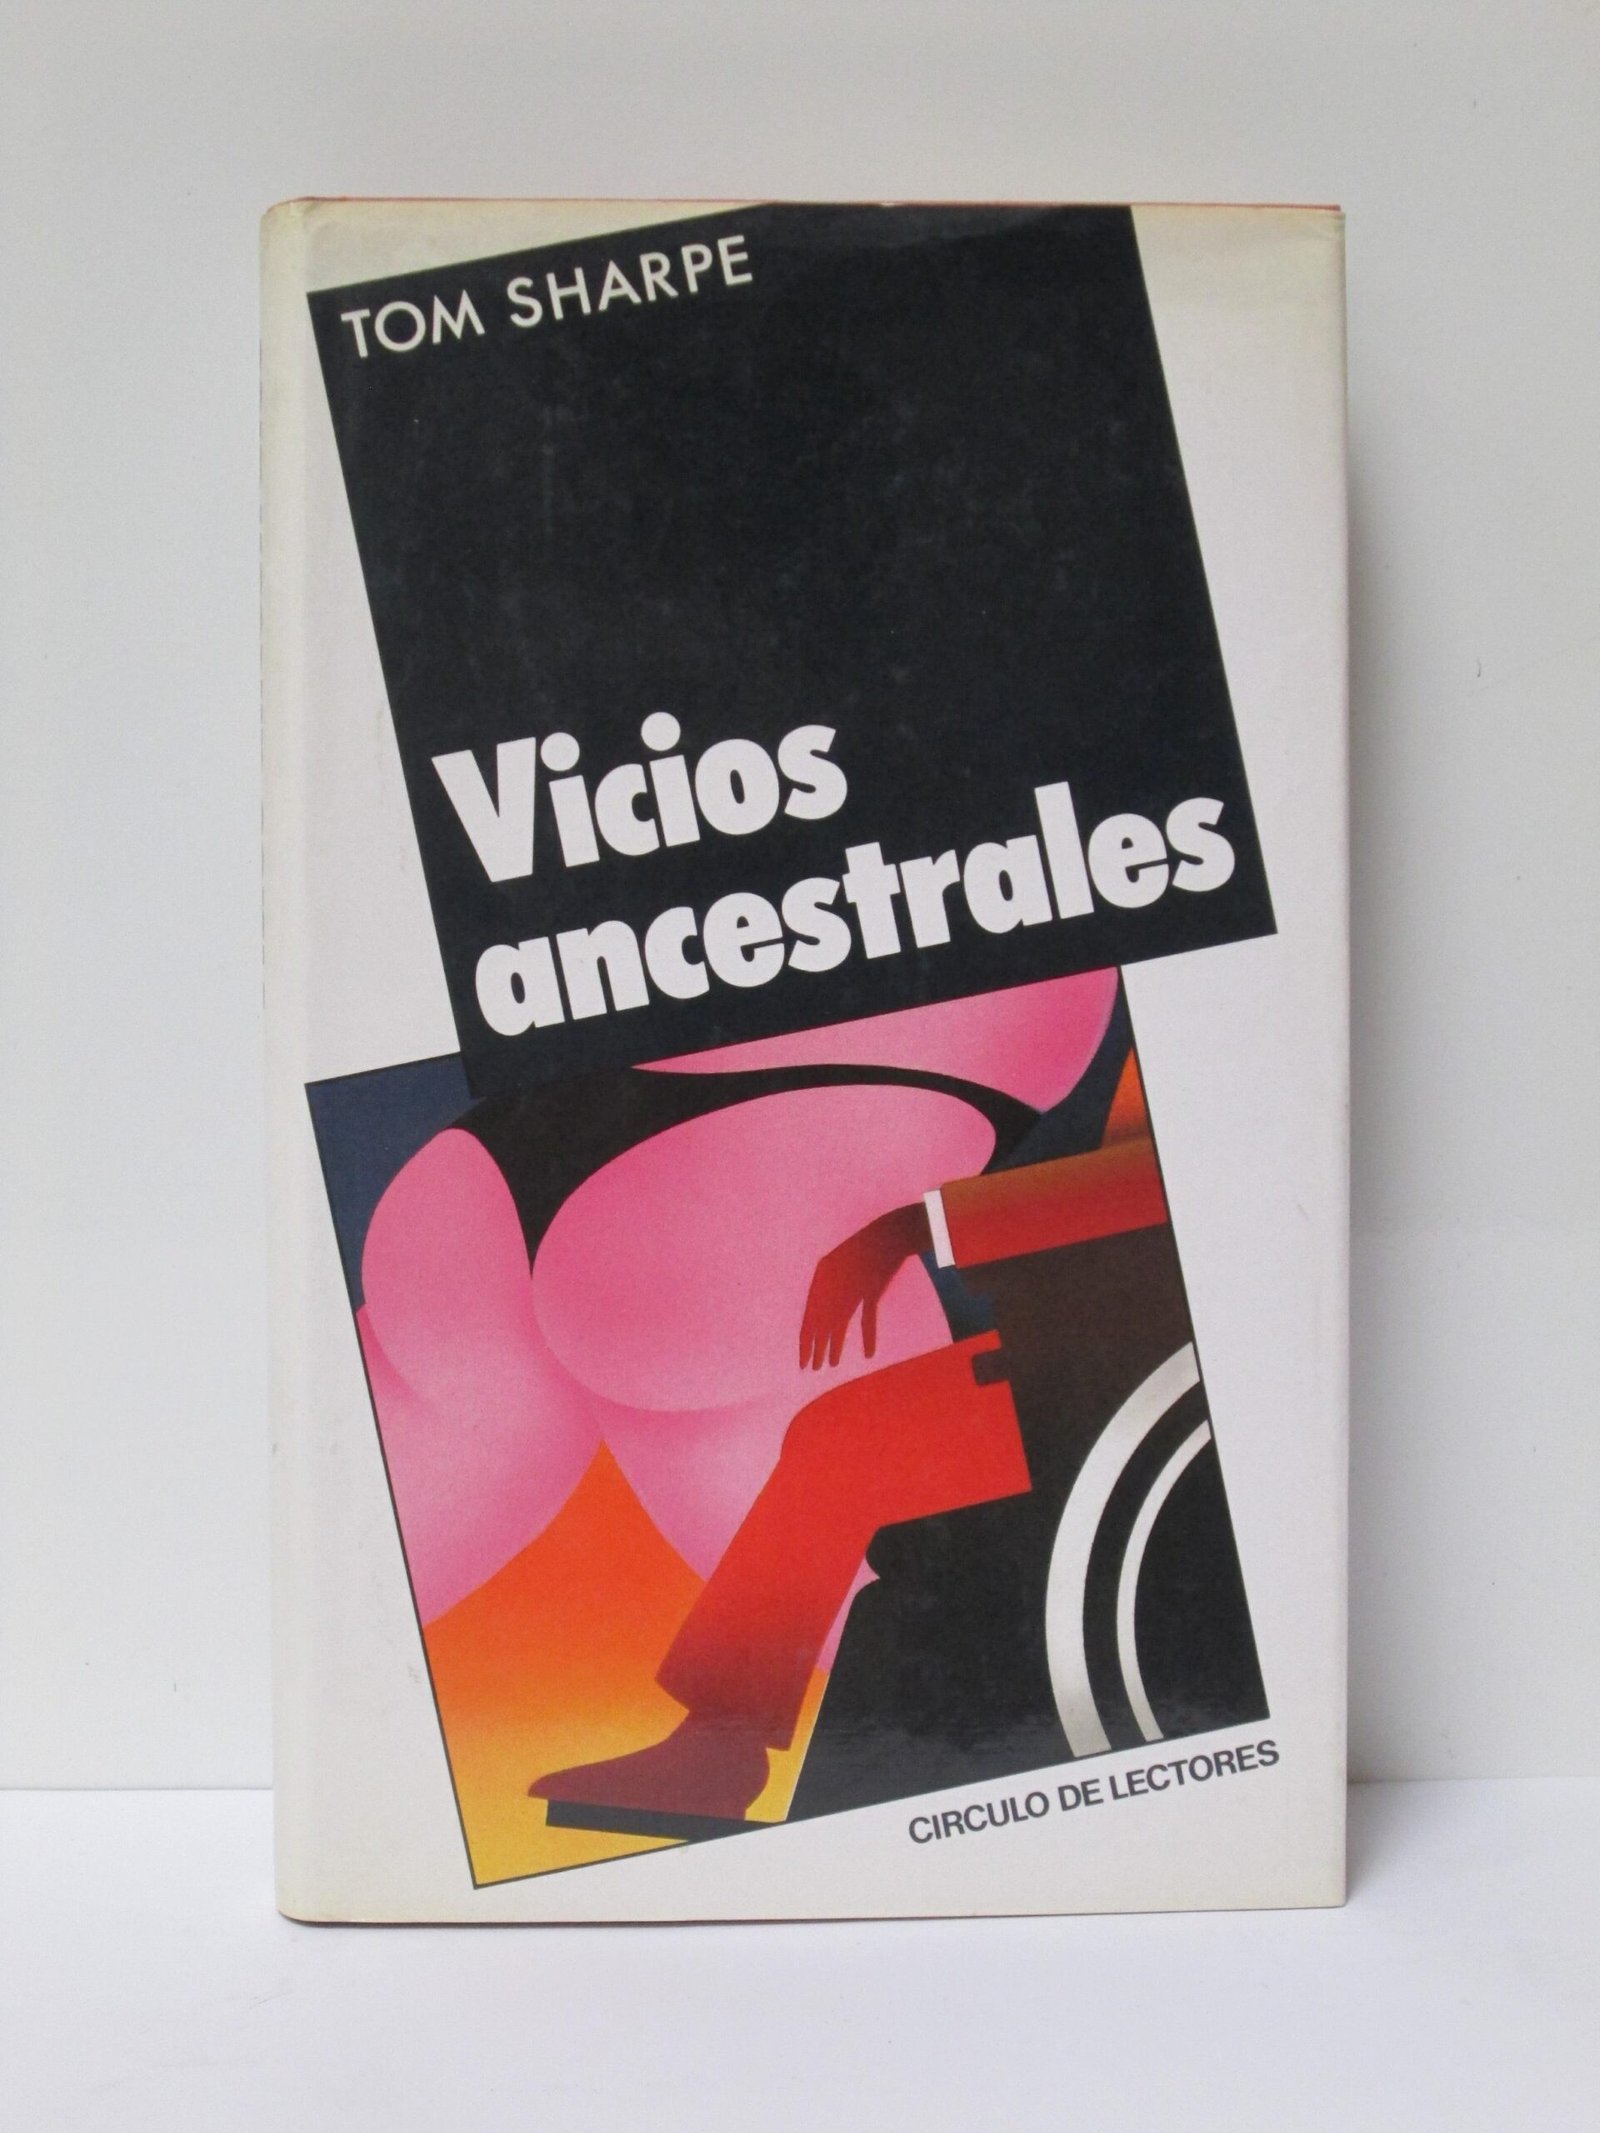 TOM SHARPE
Vicios
ancestrales
CIRCULO DE LECTORES